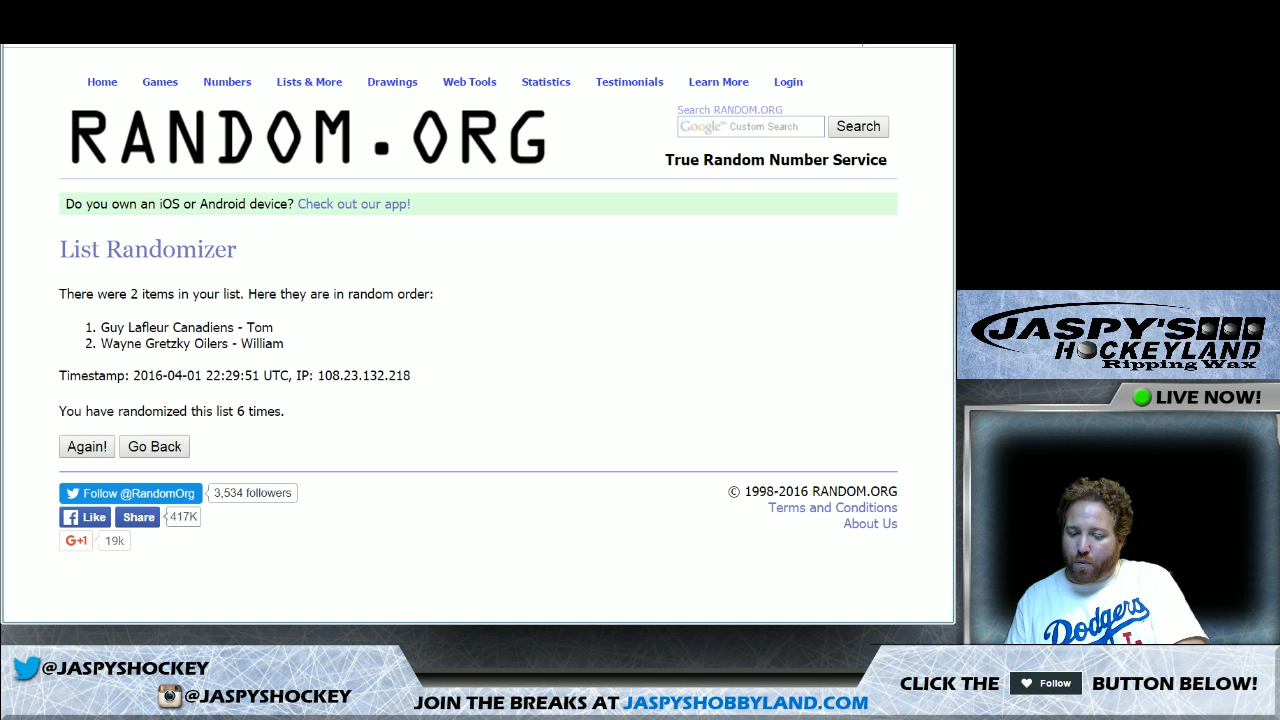 Home Games Numbers Lists & More Drawings Web Tools Statistics Testimonials Learn More Login
RANDOM.ORG
Search RANDOM.ORG
Google™ Custom Search Search
True Random Number Service
Do you own an iOS or Android device? Check out our app!
List Randomizer
There were 2 items in your list. Here they are in random order:
1. Guy Lafleur Canadiens - Tom
2. Wayne Gretzky Oilers - William
Timestamp: 2016-04-01 22:29:51 UTC, IP: 108.23.132.218
You have randomized this list 6 times.
Again! Go Back
Follow @RandomOrg 3,534 followers
Like Share 417K
G+1 19k
© 1998-2016 RANDOM.ORG
Terms and Conditions
About Us
JASPY'S
HOCKEYLAND
Ripping Wax
LIVE NOW!
Dodgers
@JASPYSHOCKEY
@JASPYSHOCKEY
JOIN THE BREAKS AT JASPYSHOBBYLAND.COM
CLICK THE Follow BUTTON BELOW!